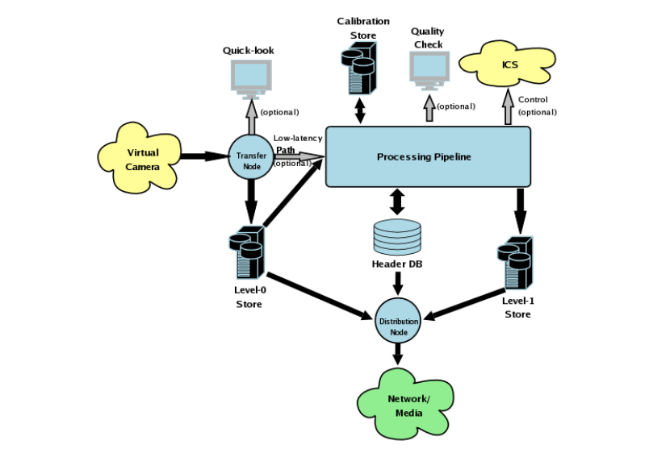 Calibration
Store
Quality
Check
Quick-look
ICS
(optional)
(optional)
Control
(optional)
Low-latency
Path
(optional)
Virtual
Camera
Transfer
Node
Processing Pipeline
Header DB
Level-0
Store
Level-1
Store
Distribution
Node
Network/
Media